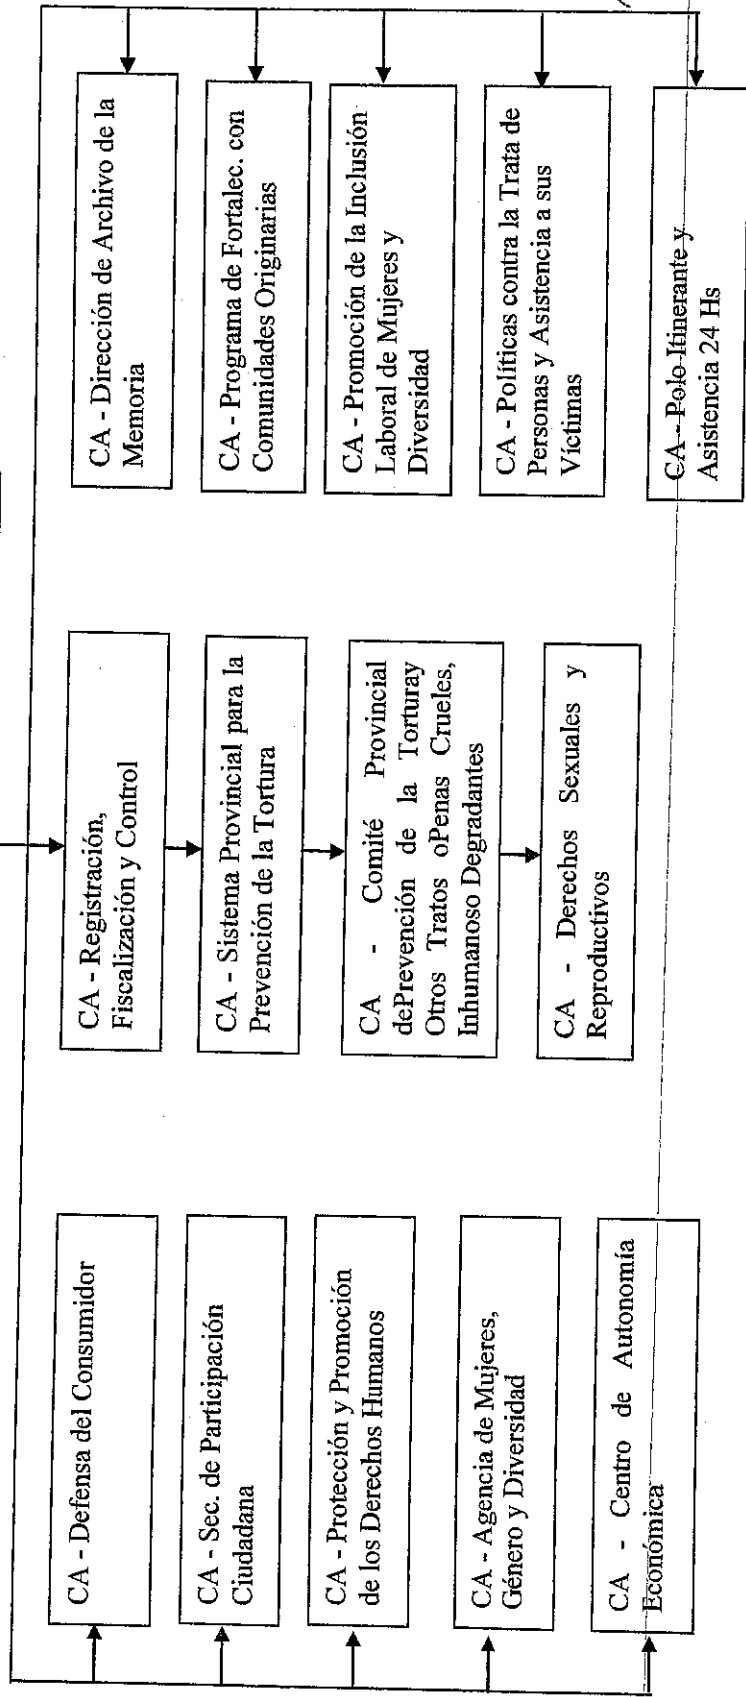 CA - Defensa del Consumidor
CA - Sec. de Participación
Ciudadana
CA - Protección y Promoción
de los Derechos Humanos
CA - Agencia de Mujeres,
Género y Diversidad
CA - Centro de Autonomía
Económica
CA - Registración,
Fiscalización y Control
CA - Sistema Provincial para la
Prevención de la Tortura
CA - Comité Provincial
dePrevención de la Torturay
Otros Tratos oPenas Crueles,
Inhumanoso Degradantes
CA - Derechos Sexuales y
Reproductivos
CA - Dirección de Archivo de la
Memoria
CA - Programa de Fortalec. con
Comunidades Originarias
CA - Promoción de la Inclusión
Laboral de Mujeres y
Diversidad
CA - Políticas contra la Trata de
Personas y Asistencia a sus
Víctimas
CA - Polo Itinerante y
Asistencia 24 Hs